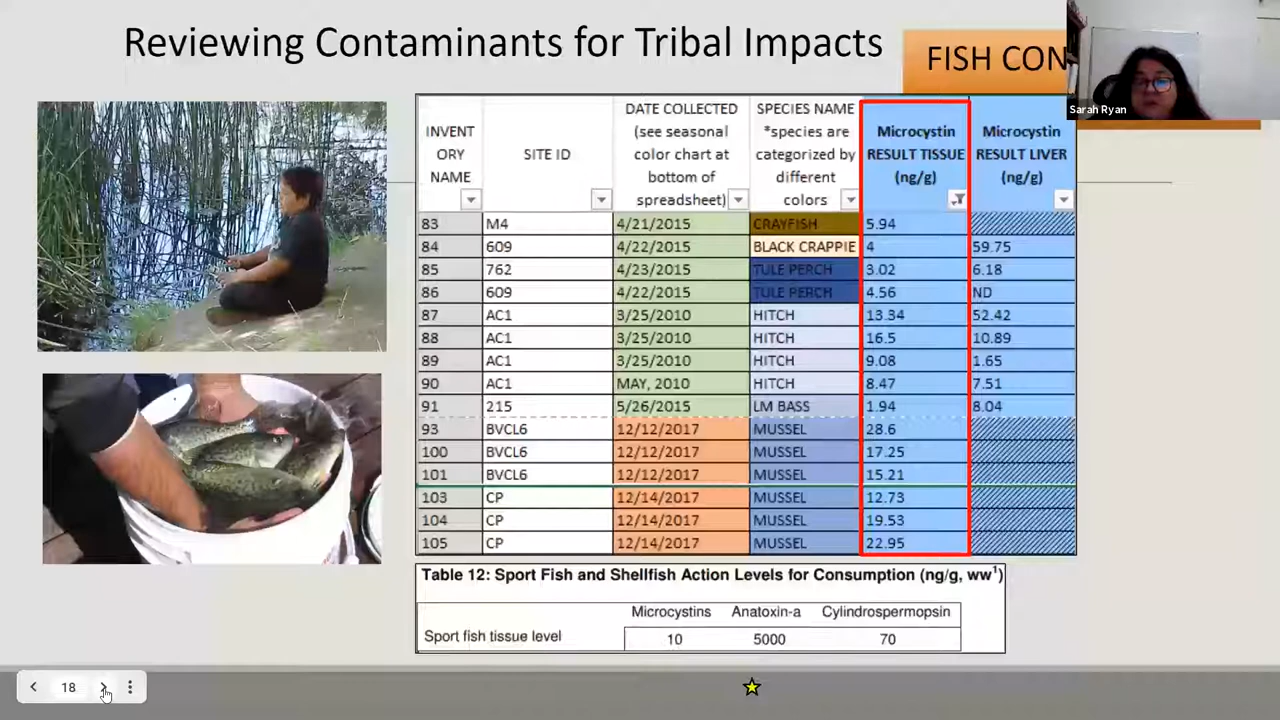 Reviewing Contaminants for Tribal Impacts
FISH CON
Sarah Ryan
INVENT
ORY
NAME
SITE ID
DATE COLLECTED
(see seasonal
color chart at
bottom of
spreadsheet)
SPECIES NAME
*species are
categorized by
different
colors
Microcystin
RESULT TISSUE
(ng/g)
Microcystin
RESULT LIVER
(ng/g)
83 M4 4/21/2015 CRAYFISH 5.94
84 609 4/22/2015 BLACK CRAPPIE 4 59.75
85 762 4/23/2015 TULE PERCH 3.02 6.18
86 609 4/22/2015 TULE PERCH 4.56 ND
87 AC1 3/25/2010 HITCH 13.34 52.42
88 AC1 3/25/2010 HITCH 16.5 10.89
89 AC1 3/25/2010 HITCH 9.08 1.65
90 AC1 MAY, 2010 HITCH 8.47 7.51
91 215 5/26/2015 LM BASS 1.94 8.04
93 BVCL6 12/12/2017 MUSSEL 28.6
100 BVCL6 12/12/2017 MUSSEL 17.25
101 BVCL6 12/12/2017 MUSSEL 15.21
103 CP 12/14/2017 MUSSEL 12.73
104 CP 12/14/2017 MUSSEL 19.53
105 CP 12/14/2017 MUSSEL 22.95
Table 12: Sport Fish and Shellfish Action Levels for Consumption (ng/g, ww¹)
Microcystins Anatoxin-a Cylindrospermopsin
Sport fish tissue level 10 5000 70
18